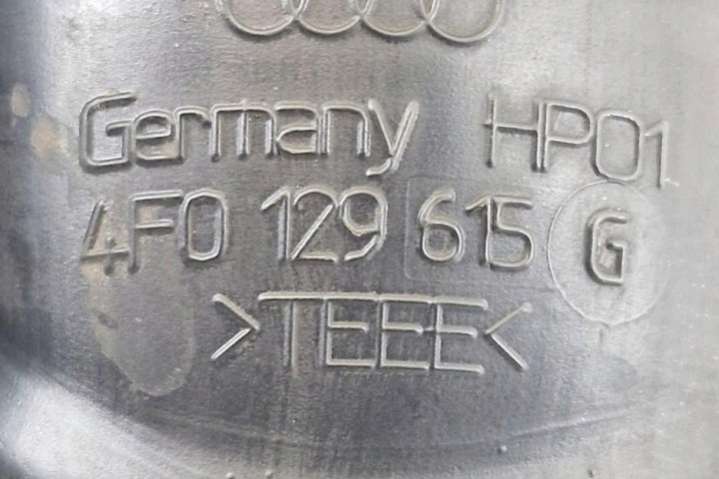 Germany HP01
4F0 129 615 G
>TEEE<